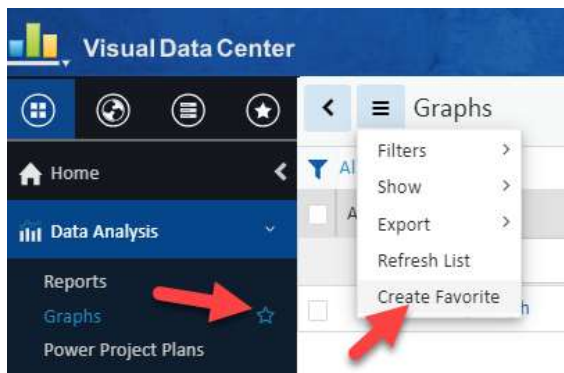 Visual Data Center
Graphs
Home
Al
Data Analysis
A
Reports
Graphs
Power Project Plans
Filters
Show
Export
Refresh List
Create Favorite
h